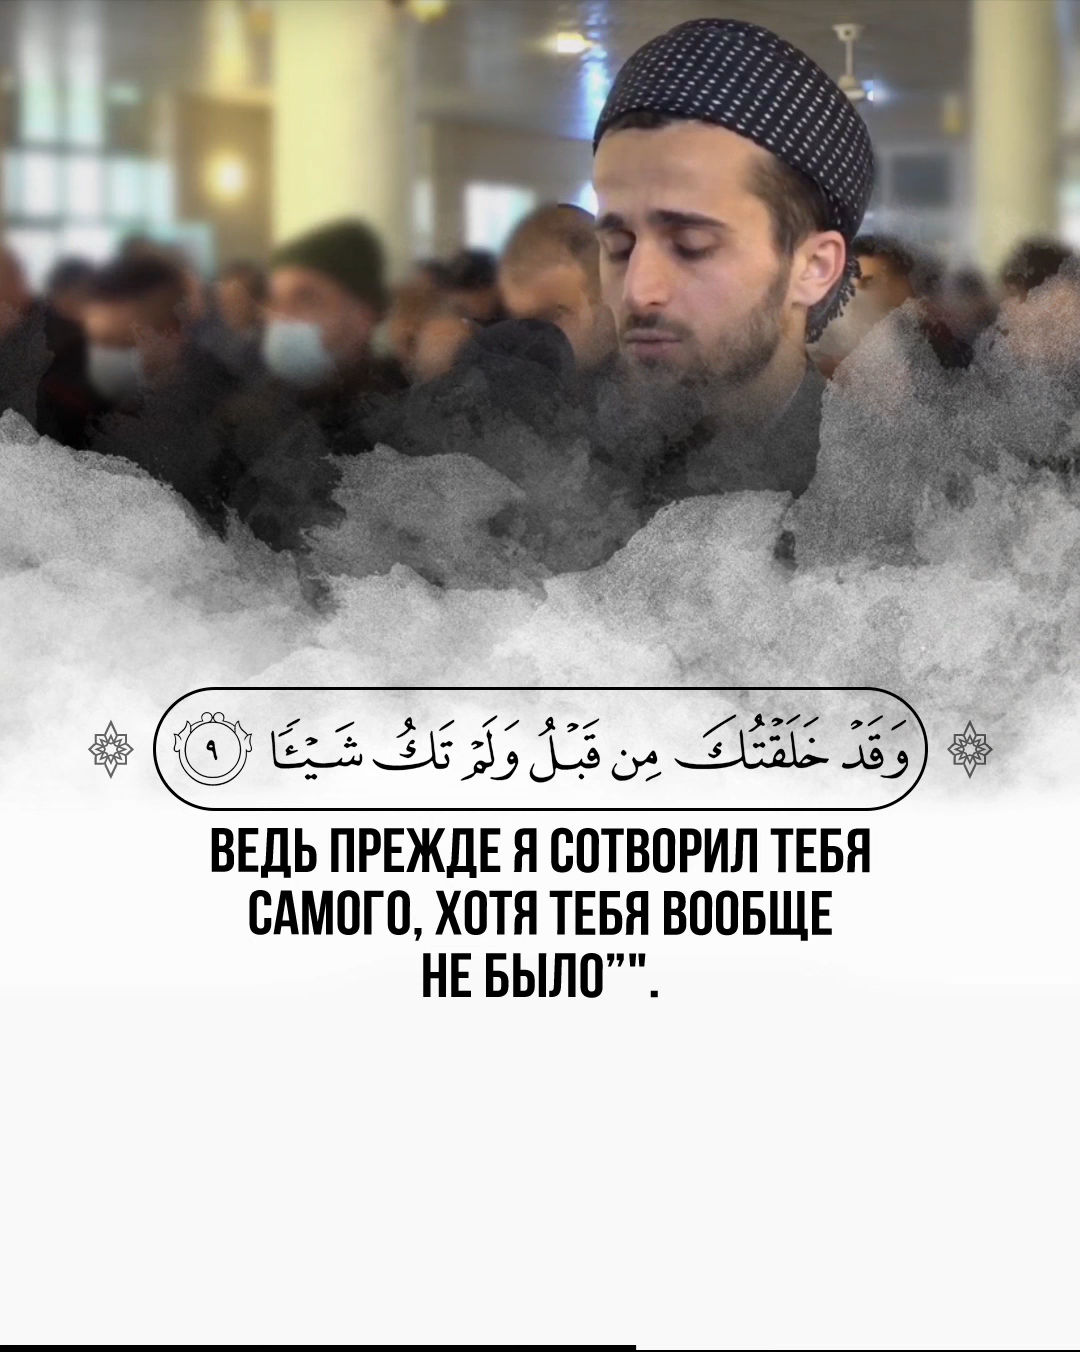 وَقَدْ خَلَقْتُكَ مِن قَبْلُ وَلَمْ تَكُ شَيْـًٔا ٩
ВЕДЬ ПРЕЖДЕ Я СОТВОРИЛ ТЕБЯ
САМОГО, ХОТЯ ТЕБЯ ВООБЩЕ
НЕ БЫЛО”".